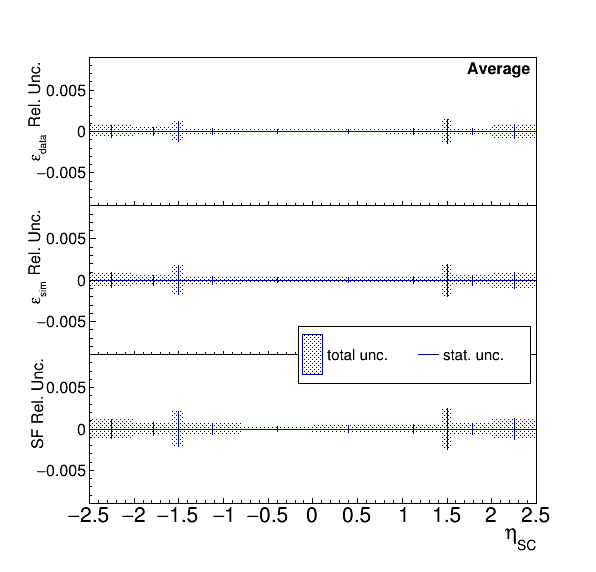 Average
ε_data Rel. Unc.
0.005
0
−0.005
ε_sim Rel. Unc.
0.005
0
−0.005
total unc.
stat. unc.
SF Rel. Unc.
0.005
0
−0.005
−2.5 −2 −1.5 −1 −0.5 0 0.5 1 1.5 2 2.5
η_SC